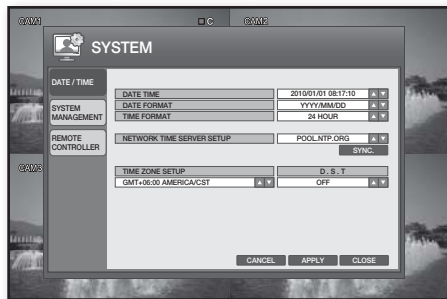 CAM1
C
CAM2
SYSTEM
DATE / TIME
DATE TIME
2010/01/01 08:17:10
DATE FORMAT
YYYY/MM/DD
TIME FORMAT
24 HOUR
SYSTEM
MANAGEMENT
REMOTE
CONTROLLER
NETWORK TIME SERVER SETUP
POOL.NTP.ORG
SYNC.
CAM3
TIME ZONE SETUP
D . S . T
GMT+06:00 AMERICA/CST
OFF
CANCEL
APPLY
CLOSE